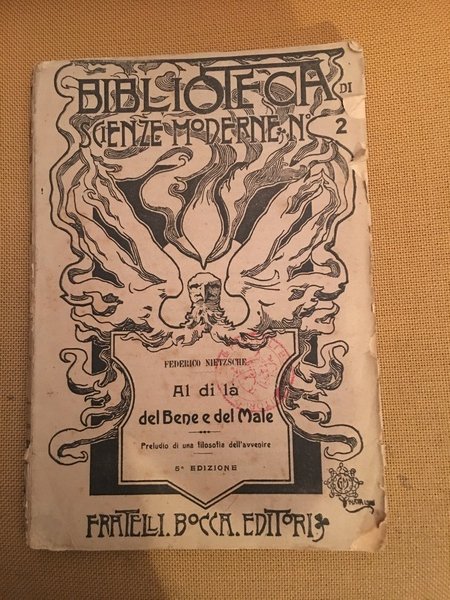 BIBLIOTECA DI
SCIENZE MODERNE N° 2
FEDERICO NIETZSCHE
Al di là
del Bene e del Male
Preludio di una filosofia dell'avvenire
5ª EDIZIONE
FRATELLI. BOCCA. EDITORI